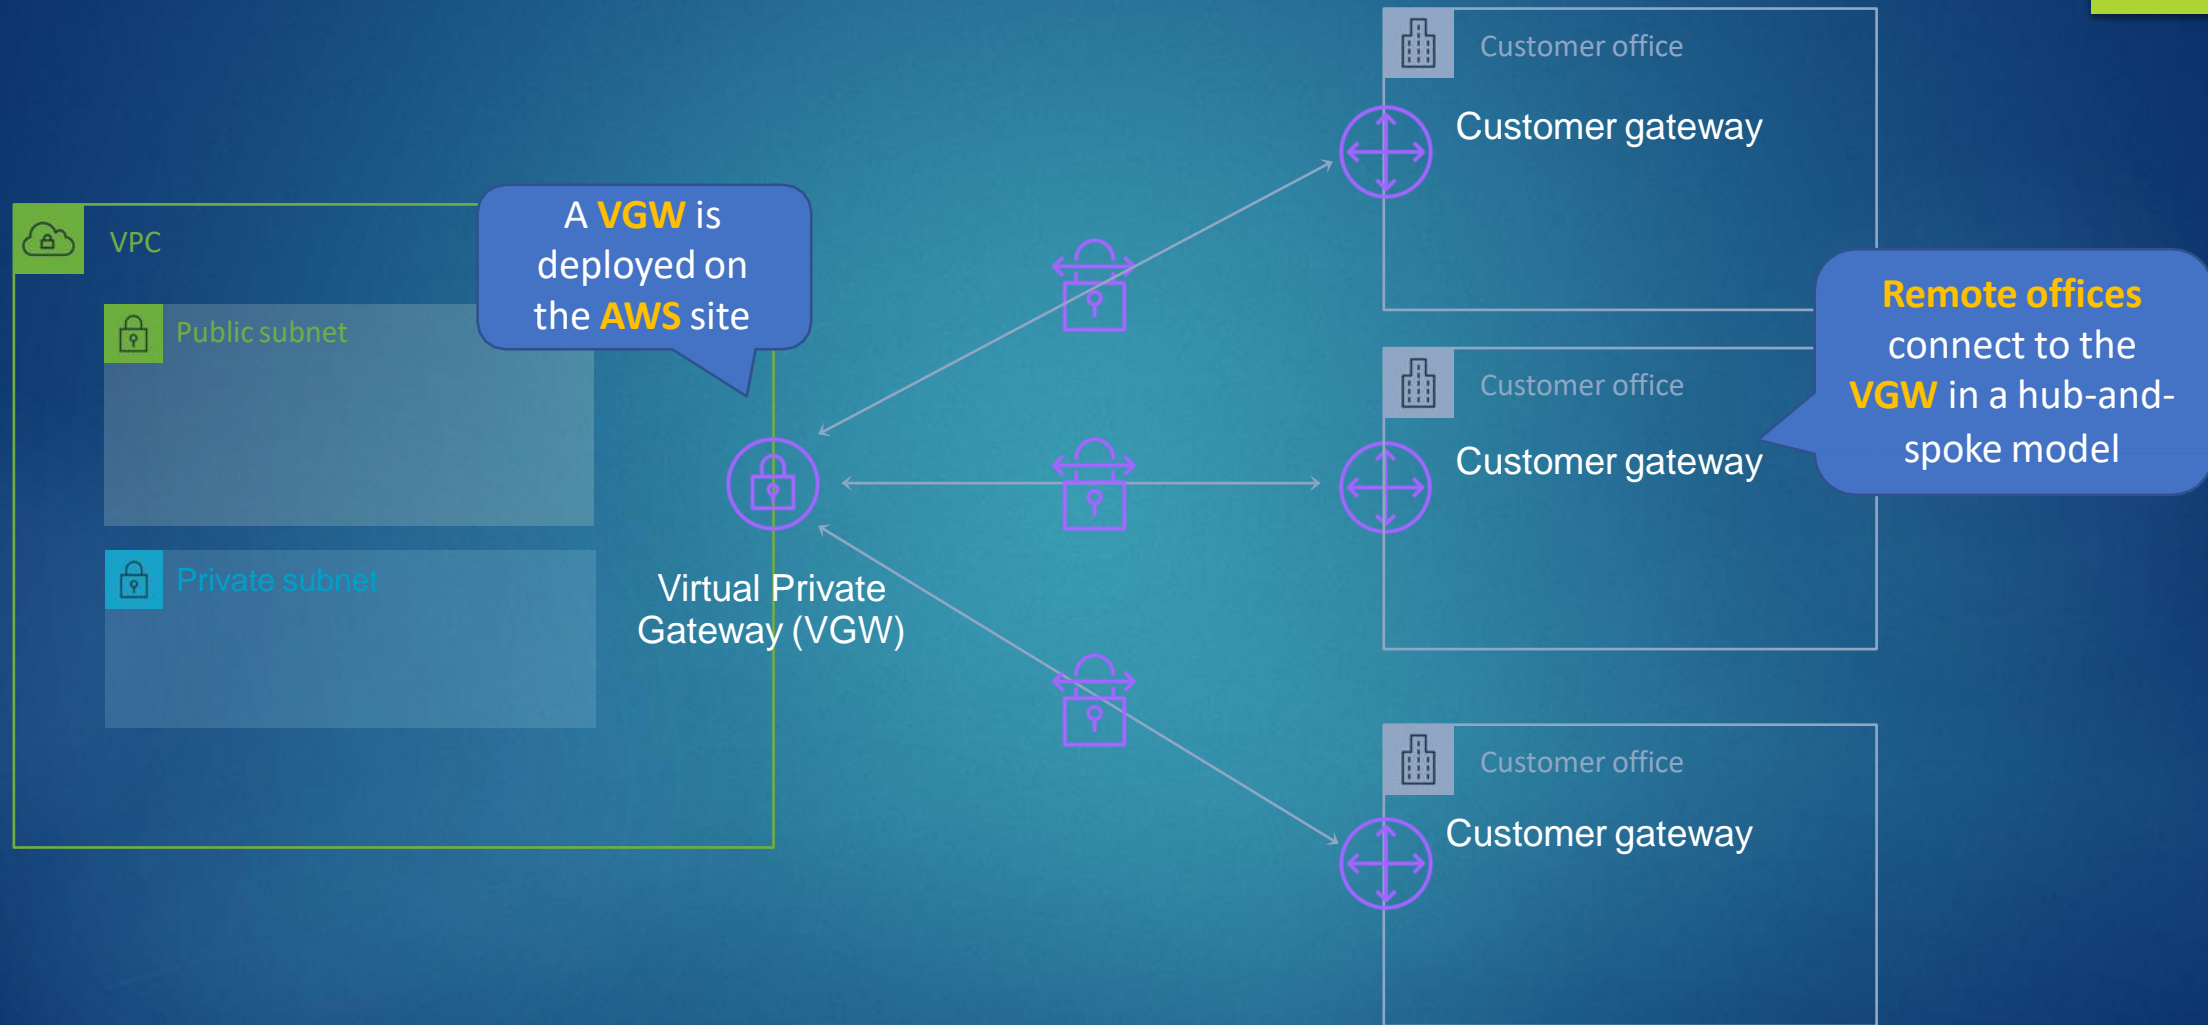 VPC
Public subnet
Private subnet
A VGW is
deployed on
the AWS site
Virtual Private
Gateway (VGW)
Customer office
Customer gateway
Customer office
Customer gateway
Customer office
Customer gateway
Remote offices
connect to the
VGW in a hub-and-
spoke model